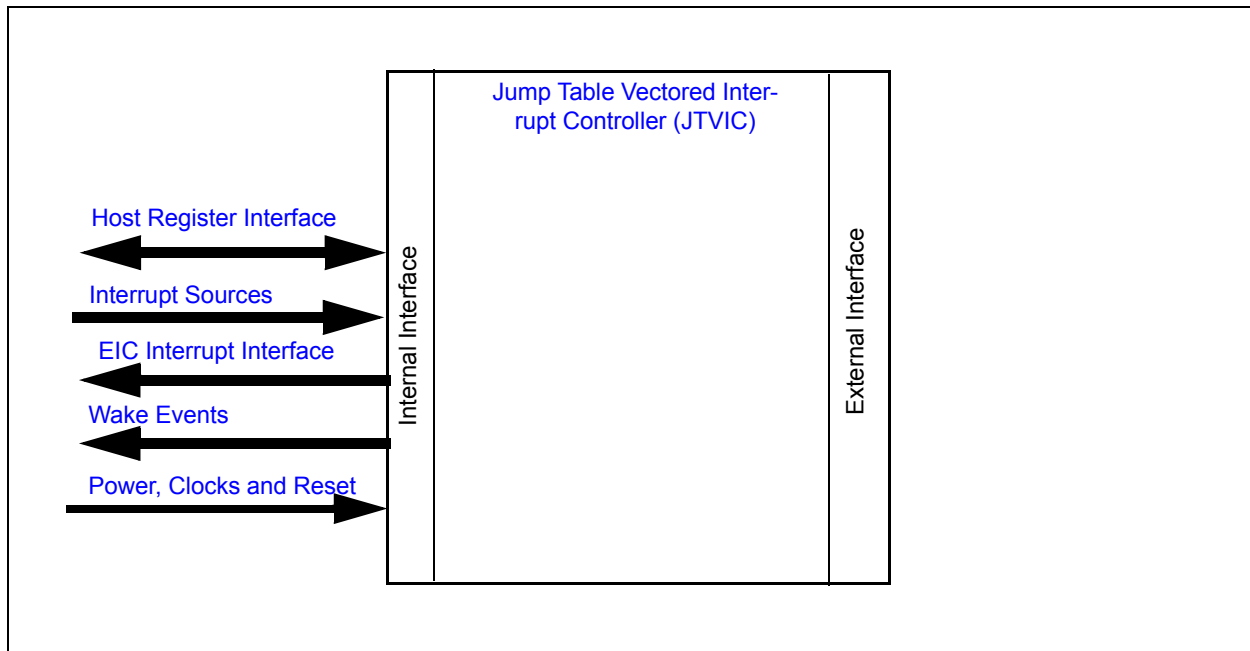 Jump Table Vectored Inter-
rupt Controller (JTVIC)
Host Register Interface
Interrupt Sources
EIC Interrupt Interface
Wake Events
Power, Clocks and Reset
Internal Interface
External Interface